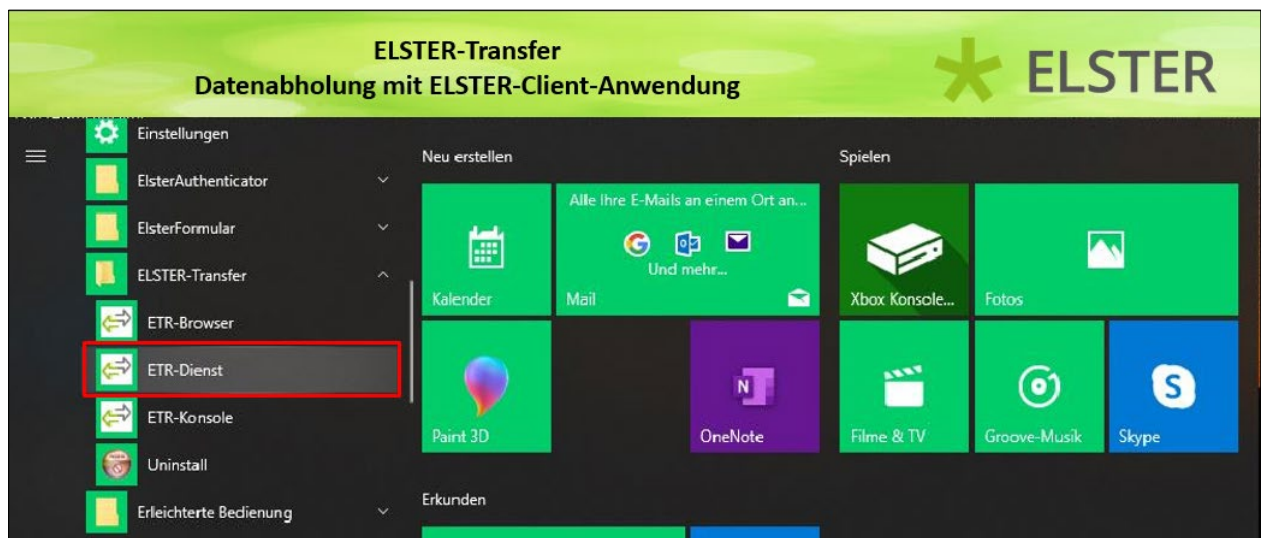 ELSTER-Transfer
Datenabholung mit ELSTER-Client-Anwendung
ELSTER
Einstellungen
ElsterAuthenticator
ElsterFormular
ELSTER-Transfer
ETR-Browser
ETR-Dienst
ETR-Konsole
Uninstall
Erleichterte Bedienung
Neu erstellen
Kalender
Alle Ihre E-Mails an einem Ort an...
Und mehr...
Mail
Paint 3D
OneNote
Erkunden
Spielen
Xbox Konsole...
Fotos
Filme & TV
Groove-Musik
Skype